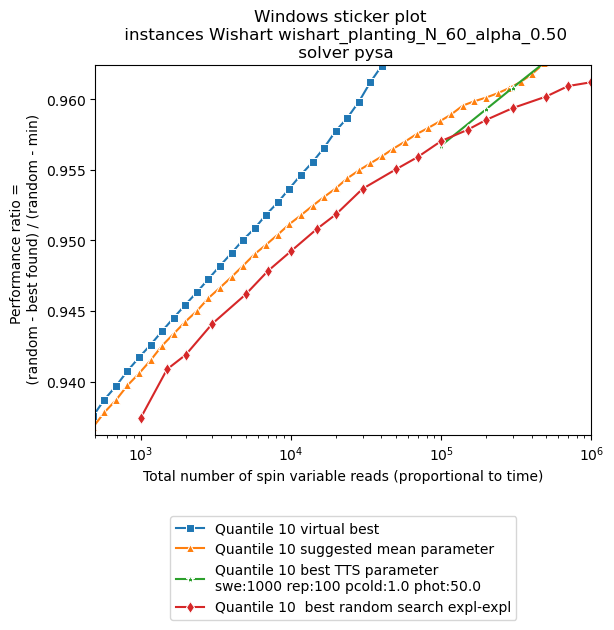 Windows sticker plot
instances Wishart wishart_planting_N_60_alpha_0.50
solver pysa
Performance ratio =
(random - best found) / (random - min)
0.960
0.955
0.950
0.945
0.940
10³
10⁴
10⁵
10⁶
Total number of spin variable reads (proportional to time)
Quantile 10 virtual best
Quantile 10 suggested mean parameter
Quantile 10 best TTS parameter
swe:1000 rep:100 pcold:1.0 phot:50.0
Quantile 10  best random search expl-expl